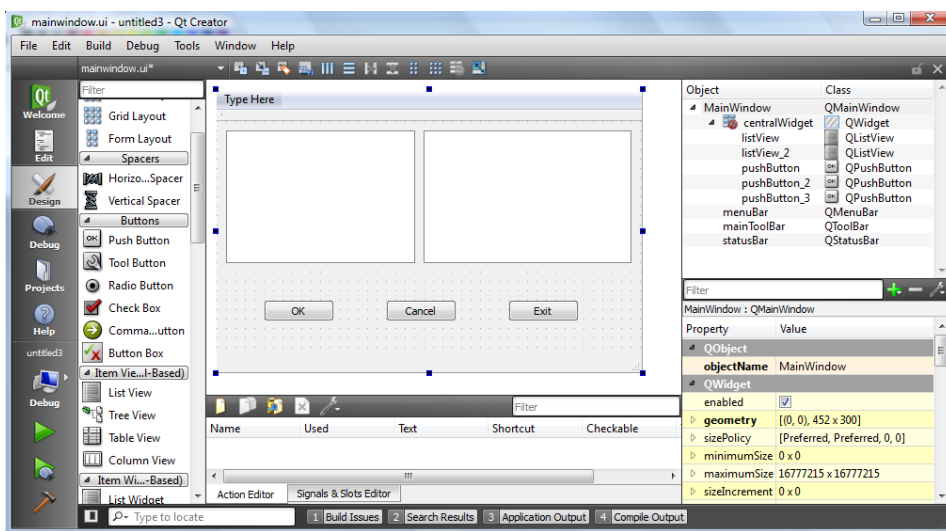 mainwindow.ui - untitled3 - Qt Creator
File Edit Build Debug Tools Window Help
mainwindow.ui*
Welcome
Edit
Design
Debug
Projects
Help
untitled3
Debug
Filter
Grid Layout
Form Layout
Spacers
Horizo...Spacer
Vertical Spacer
Buttons
Push Button
Tool Button
Radio Button
Check Box
Comma...utton
Button Box
Item Vie...l-Based)
List View
Tree View
Table View
Column View
Item Wi...-Based)
List Widget
Type Here
OK Cancel Exit
Filter
Name Used Text Shortcut Checkable
Action Editor Signals & Slots Editor
Object Class
MainWindow QMainWindow
centralWidget QWidget
listView QListView
listView_2 QListView
pushButton QPushButton
pushButton_2 QPushButton
pushButton_3 QPushButton
menuBar QMenuBar
mainToolBar QToolBar
statusBar QStatusBar
Filter
MainWindow : QMainWindow
Property Value
QObject
objectName MainWindow
QWidget
enabled
geometry [(0, 0), 452 x 300]
sizePolicy [Preferred, Preferred, 0, 0]
minimumSize 0 x 0
maximumSize 16777215 x 16777215
sizeIncrement 0 x 0
Type to locate
1 Build Issues 2 Search Results 3 Application Output 4 Compile Output